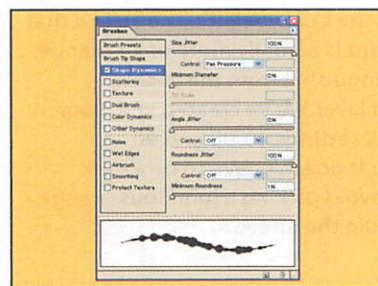 Brushes
Brush Presets
Brush Tip Shape
Shape Dynamics
Scattering
Texture
Dual Brush
Color Dynamics
Other Dynamics
Noise
Wet Edges
Airbrush
Smoothing
Protect Texture
Size Jitter 100%
Control: Pen Pressure
Minimum Diameter 0%
Tilt Scale
Angle Jitter 0%
Control: Off
Roundness Jitter 100%
Control: Off
Minimum Roundness 1%